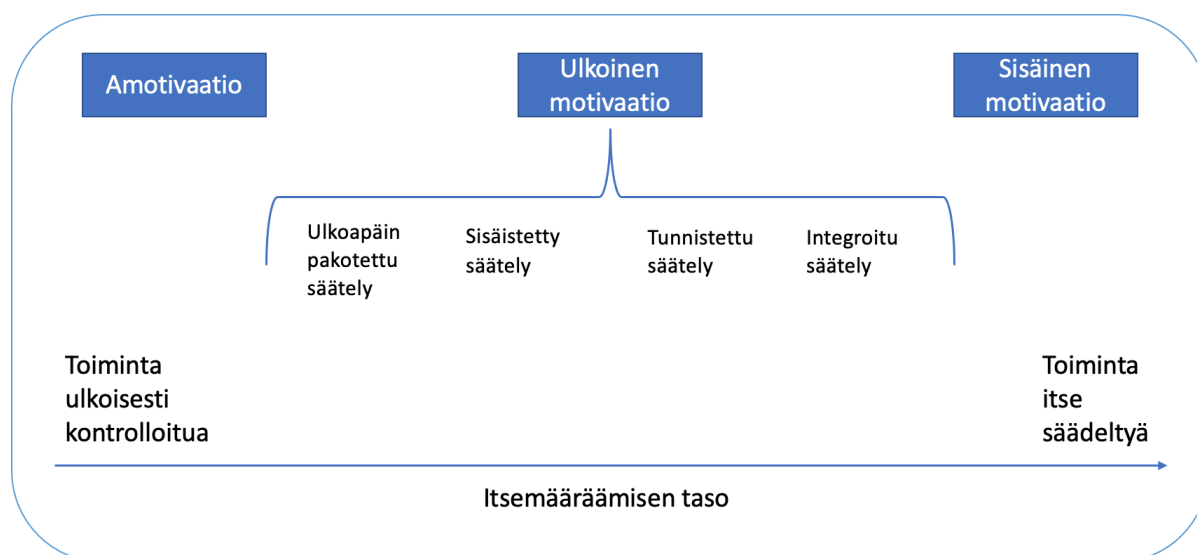 Amotivaatio
Ulkoinen
motivaatio
Sisäinen
motivaatio
Ulkoapäin
pakotettu
säätely
Sisäistetty
säätely
Tunnistettu
säätely
Integroitu
säätely
Toiminta
ulkoisesti
kontrolloitua
Toiminta
itse
säädeltyä
Itsemääräämisen taso